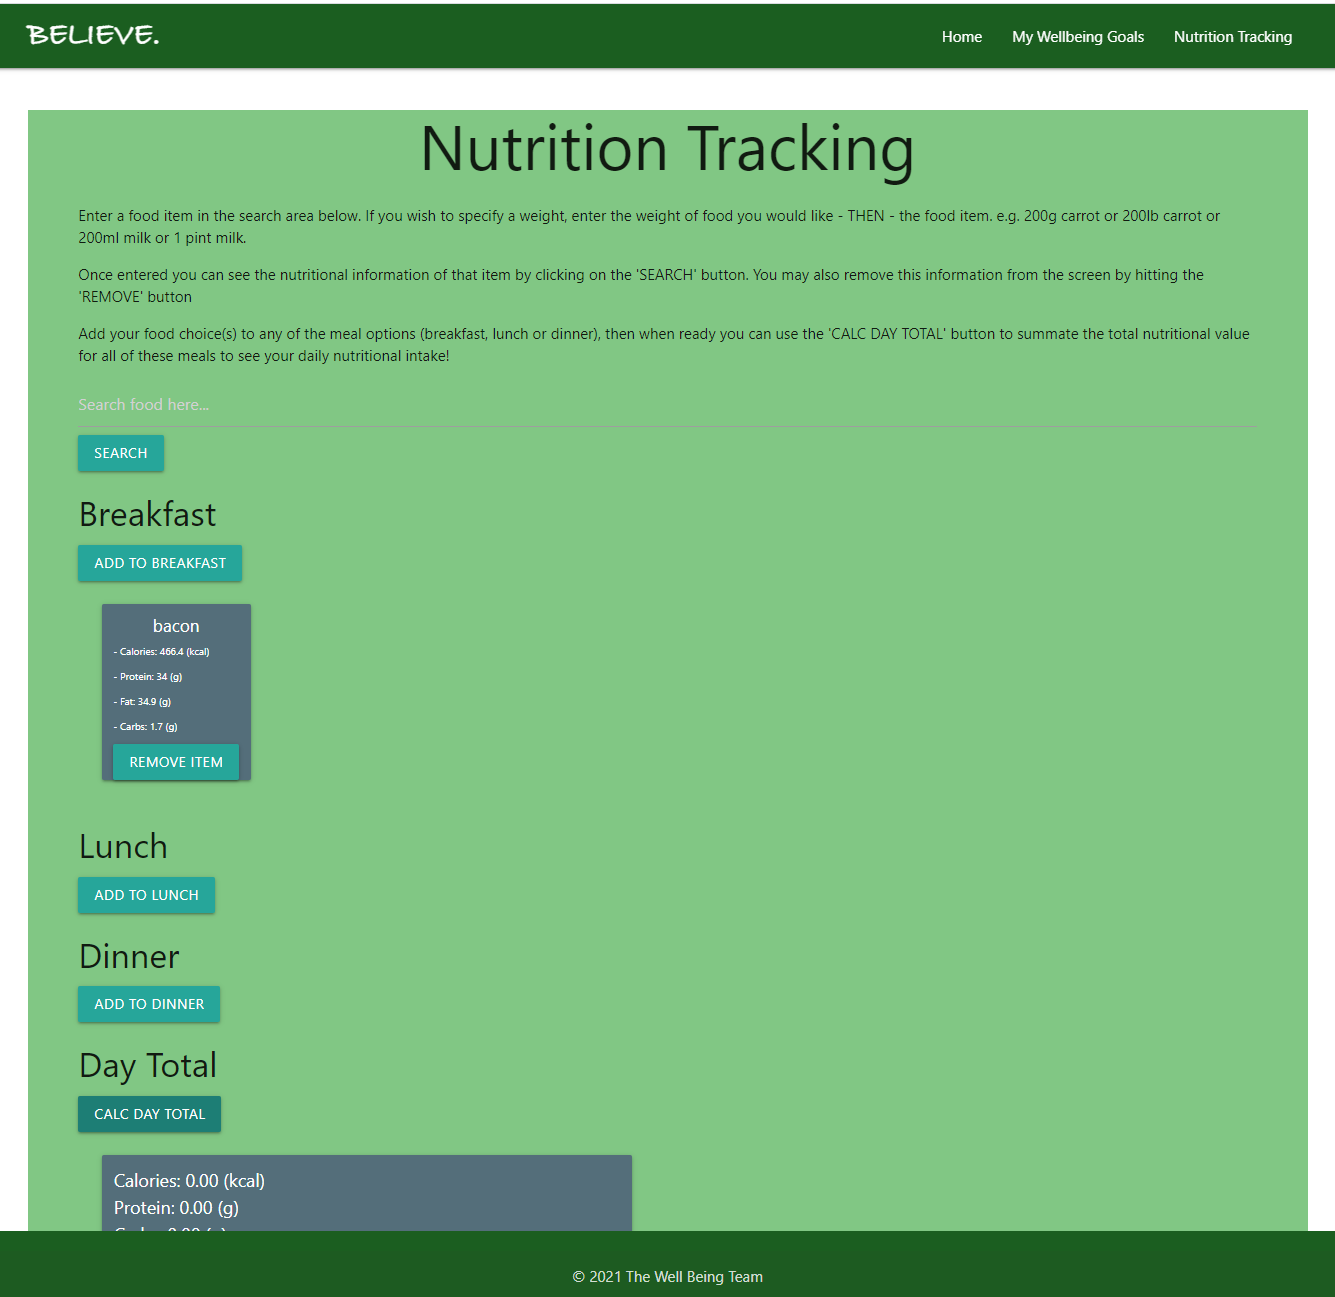 BELIEVE.
Home My Wellbeing Goals Nutrition Tracking
Nutrition Tracking
Enter a food item in the search area below. If you wish to specify a weight, enter the weight of food you would like - THEN - the food item. e.g. 200g carrot or 200lb carrot or
200ml milk or 1 pint milk.
Once entered you can see the nutritional information of that item by clicking on the 'SEARCH' button. You may also remove this information from the screen by hitting the
'REMOVE' button
Add your food choice(s) to any of the meal options (breakfast, lunch or dinner), then when ready you can use the 'CALC DAY TOTAL' button to summate the total nutritional value
for all of these meals to see your daily nutritional intake!
Search food here...
SEARCH
Breakfast
ADD TO BREAKFAST
bacon
- Calories: 466.4 (kcal)
- Protein: 34 (g)
- Fat: 34.9 (g)
- Carbs: 1.7 (g)
REMOVE ITEM
Lunch
ADD TO LUNCH
Dinner
ADD TO DINNER
Day Total
CALC DAY TOTAL
Calories: 0.00 (kcal)
Protein: 0.00 (g)
© 2021 The Well Being Team